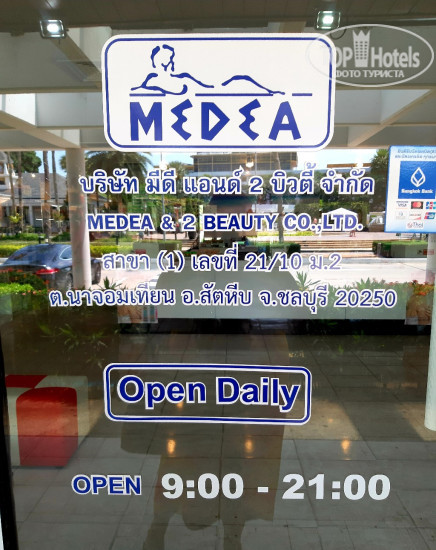 TOPHotels
ФОТО ТУРИСТА
MEDEA
บริษัท มีดี แอนด์ 2 บิวตี้ จำกัด
MEDEA & 2 BEAUTY CO.,LTD.
สาขา (1) เลขที่ 21/10 ม.2
ต.นาจอมเทียน อ.สัตหีบ จ.ชลบุรี 20250
Bangkok Bank
VISA
Open Daily
OPEN 9:00 - 21:00